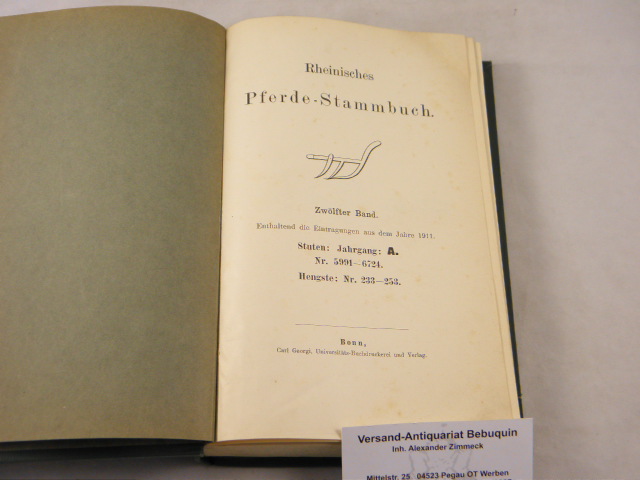 Rheinisches
Pferde-Stammbuch.
Zwölfter Band.
Enthaltend die Eintragungen aus dem Jahre 1911.
Stuten: Jahrgang: A.
Nr. 5991—6724.
Hengste: Nr. 233—253.
Bonn,
Carl Georgi, Universitäts-Buchdruckerei und Verlag.
Versand-Antiquariat Bebuquin
Inh. Alexander Zimmeck
Mittelstr. 25 04523 Pegau OT Werben